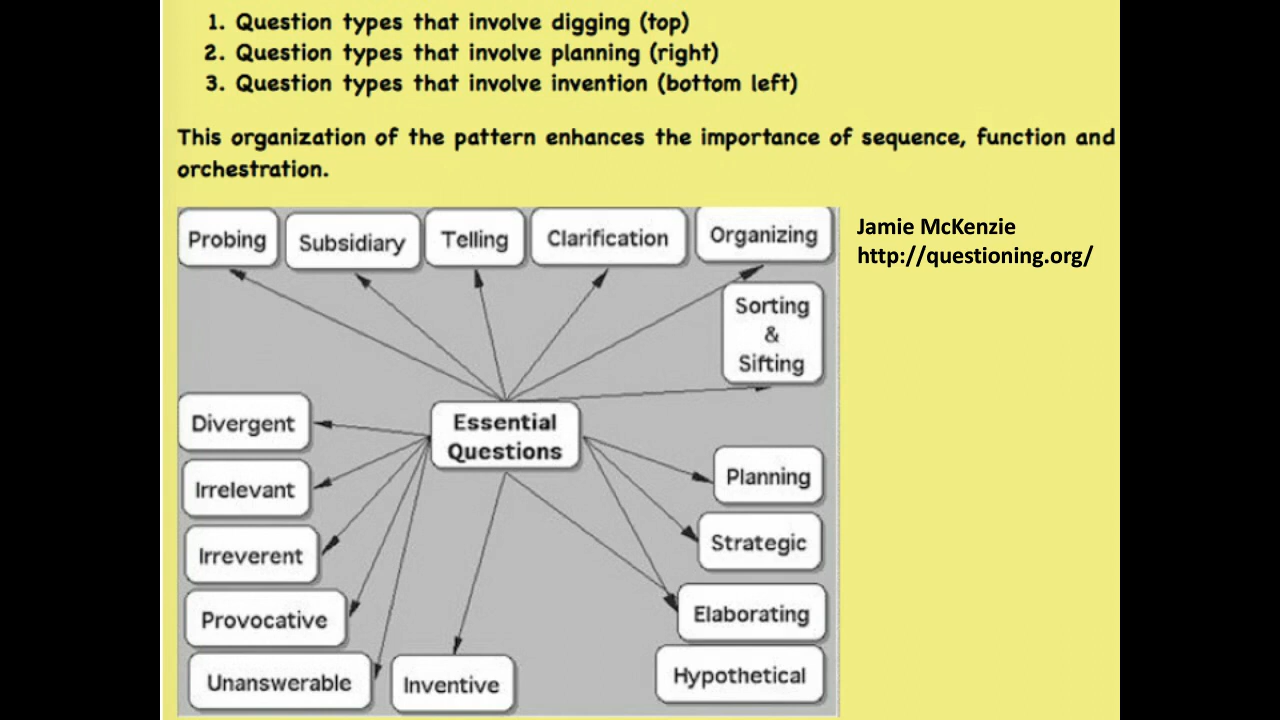 1. Question types that involve digging (top)
2. Question types that involve planning (right)
3. Question types that involve invention (bottom left)
This organization of the pattern enhances the importance of sequence, function and
orchestration.
Probing
Subsidiary
Telling
Clarification
Organizing
Jamie McKenzie
http://questioning.org/
Sorting
&
Sifting
Divergent
Essential
Questions
Irrelevant
Planning
Irreverent
Strategic
Provocative
Elaborating
Unanswerable
Inventive
Hypothetical